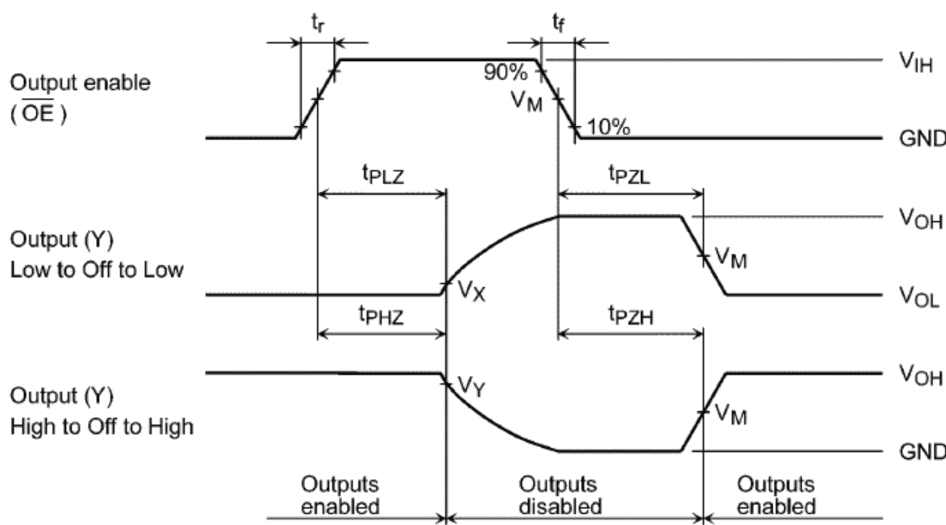 tr
tf
Output enable
(OE)
90%
VM
10%
VIH
GND
tPLZ
tPZL
Output (Y)
Low to Off to Low
VX
VOH
VM
VOL
tPHZ
tPZH
Output (Y)
High to Off to High
VY
VOH
VM
GND
Outputs
enabled
Outputs
disabled
Outputs
enabled